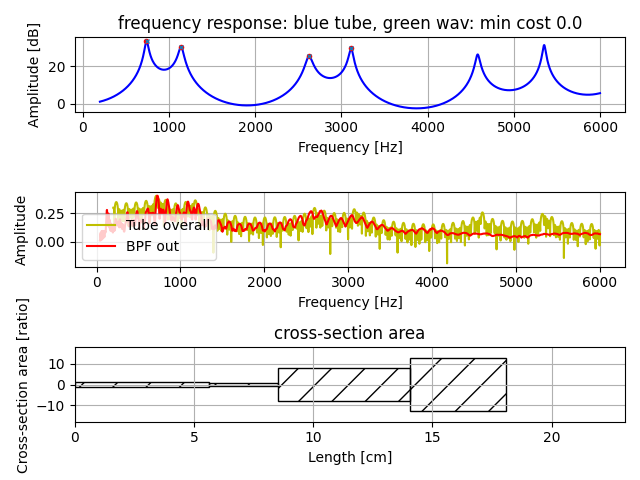 frequency response: blue tube, green wav: min cost 0.0
Amplitude [dB]
20
0
0 1000 2000 3000 4000 5000 6000
Frequency [Hz]
Amplitude
0.25
0.00
Tube overall
BPF out
0 1000 2000 3000 4000 5000 6000
Frequency [Hz]
cross-section area
Cross-section area [ratio]
10
0
−10
0 5 10 15 20
Length [cm]